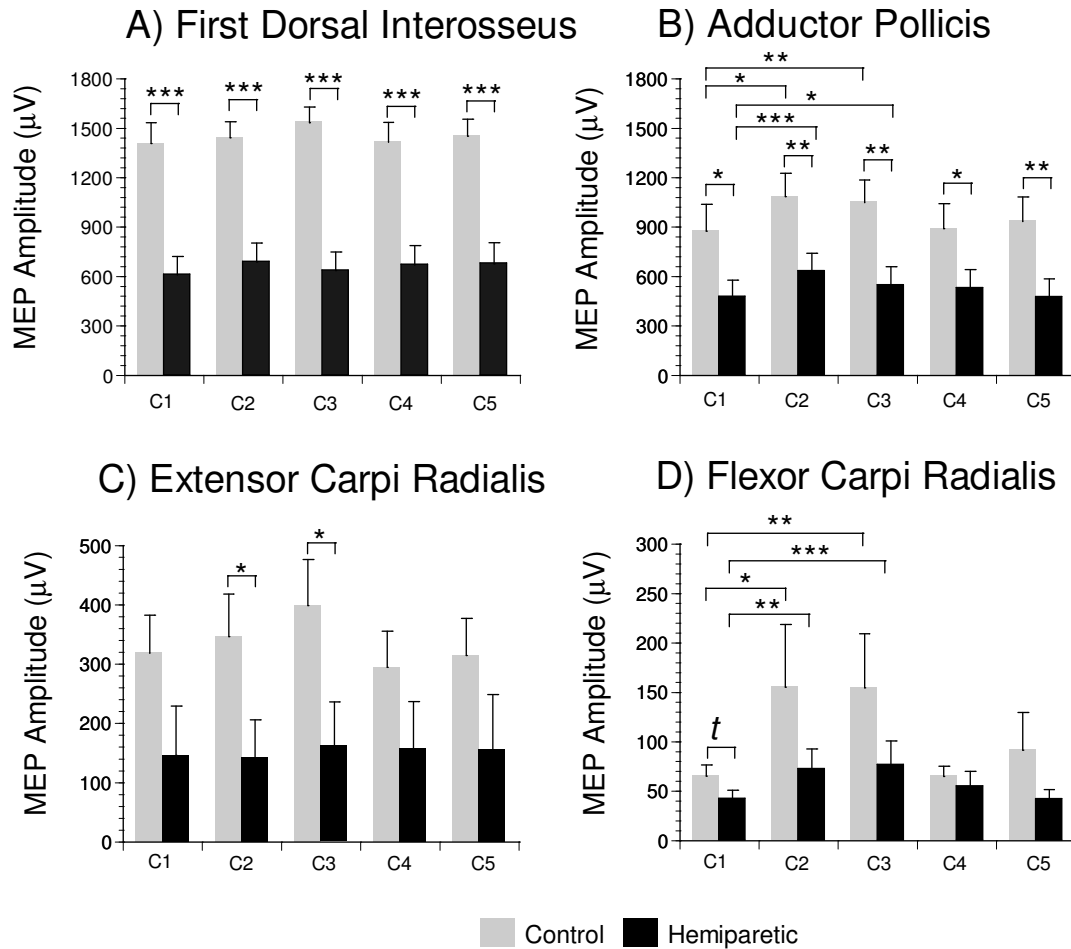 A) First Dorsal Interosseus
MEP Amplitude (µV)
1800
1500
1200
900
600
300
0
*** *** *** *** ***
C1 C2 C3 C4 C5
B) Adductor Pollicis
MEP Amplitude (µV)
1800
1500
1200
900
600
300
0
**
*
*
***
* ** ** * **
C1 C2 C3 C4 C5
C) Extensor Carpi Radialis
MEP Amplitude (µV)
500
400
300
200
100
0
* *
C1 C2 C3 C4 C5
D) Flexor Carpi Radialis
MEP Amplitude (µV)
300
250
200
150
100
50
0
**
***
*
**
t
C1 C2 C3 C4 C5
Control Hemiparetic